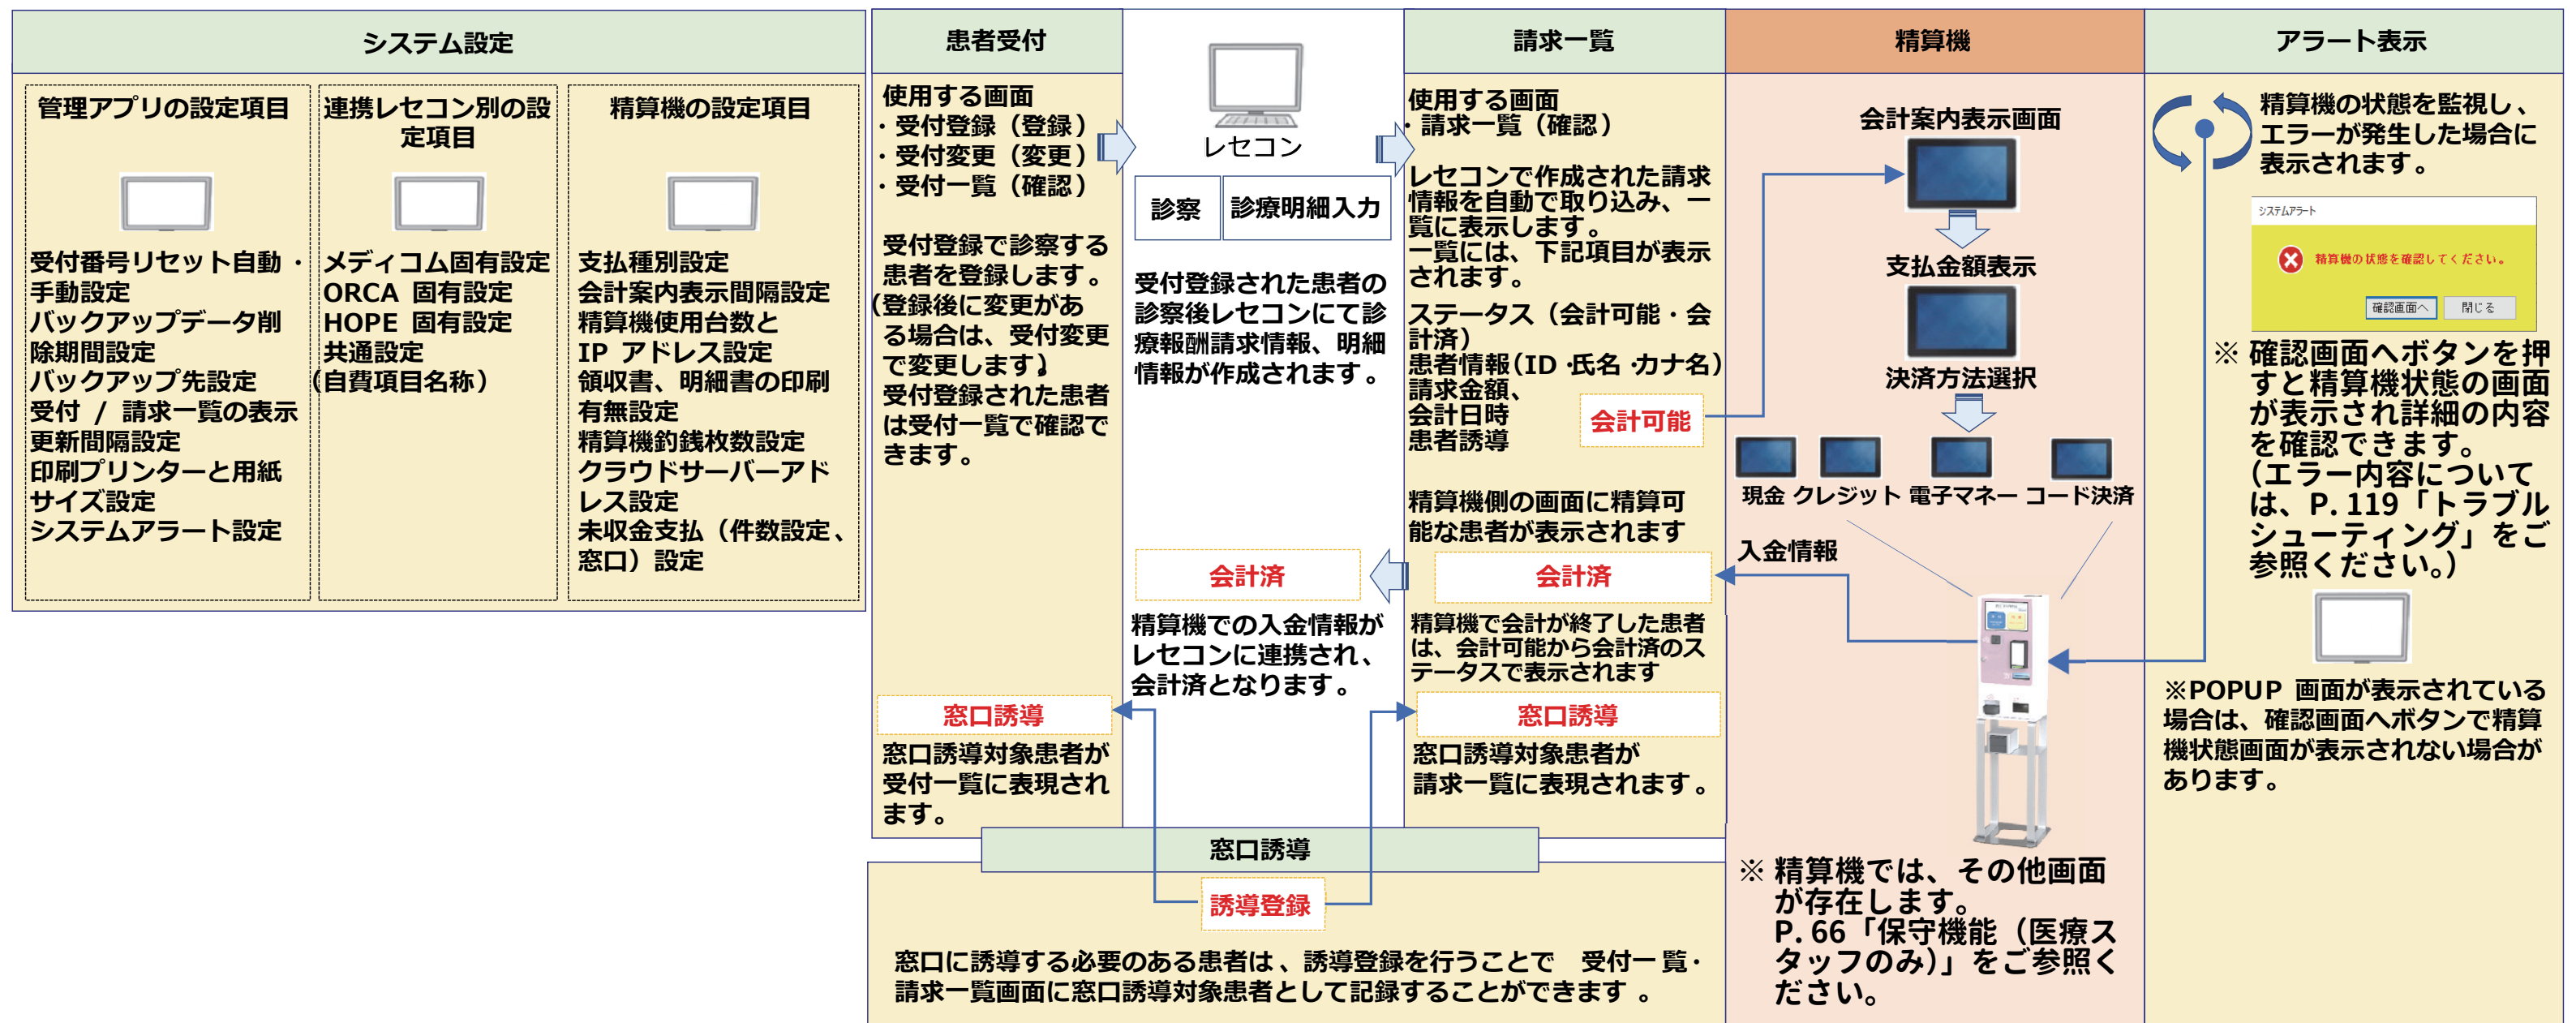 システム設定
管理アプリの設定項目
受付番号リセット自動・
手動設定
バックアップデータ削
除期間設定
バックアップ先設定
受付 / 請求一覧の表示
更新間隔設定
印刷プリンターと用紙
サイズ設定
システムアラート設定
連携レセコン別の設
定項目
メディコム固有設定
ORCA 固有設定
HOPE 固有設定
共通設定
(自費項目名称)
精算機の設定項目
支払種別設定
会計案内表示間隔設定
精算機使用台数と
IP アドレス設定
領収書、明細書の印刷
有無設定
精算機釣銭枚数設定
クラウドサーバーアド
レス設定
未収金支払（件数設定、
窓口）設定
患者受付
使用する画面
・受付登録（登録）
・受付変更（変更）
・受付一覧（確認）
受付登録で診察する
患者を登録します。
（登録後に変更があ
る場合は、受付変更
で変更します）
受付登録された患者
は受付一覧で確認で
きます。
窓口誘導
窓口誘導対象患者が
受付一覧に表現され
ます。
レセコン
診察
診療明細入力
受付登録された患者の
診察後レセコンにて診
療報酬請求情報、明細
情報が作成されます。
会計済
精算機での入金情報が
レセコンに連携され、
会計済となります。
請求一覧
使用する画面
・請求一覧（確認）
レセコンで作成された請求
情報を自動で取り込み、一
覧に表示します。
一覧には、下記項目が表示
されます。
ステータス（会計可能・会
計済）
患者情報（ID・氏名・カナ名）
請求金額、
会計日時
患者誘導
会計可能
精算機側の画面に精算可
能な患者が表示されます
会計済
精算機で会計が終了した患者
は、会計可能から会計済のス
テータスで表示されます
窓口誘導
窓口誘導対象患者が
請求一覧に表現されます。
窓口誘導
誘導登録
窓口に誘導する必要のある患者は、誘導登録を行うことで 受付一覧・
請求一覧画面に窓口誘導対象患者として記録することができます。
精算機
会計案内表示画面
支払金額表示
決済方法選択
現金 クレジット 電子マネー コード決済
入金情報
※ 精算機では、その他画面
が存在します。
P.66「保守機能（医療ス
タッフのみ）」をご参照く
ださい。
アラート表示
精算機の状態を監視し、
エラーが発生した場合に
表示されます。
システムアラート
精算機の状態を確認してください。
確認画面へ 閉じる
※ 確認画面へボタンを押
すと精算機状態の画面
が表示され詳細の内容
を確認できます。
(エラー内容について
は、P.119「トラブル
シューティング」をご
参照ください。)
※POPUP 画面が表示されている
場合は、確認画面へボタンで精算
機状態画面が表示されない場合が
あります。